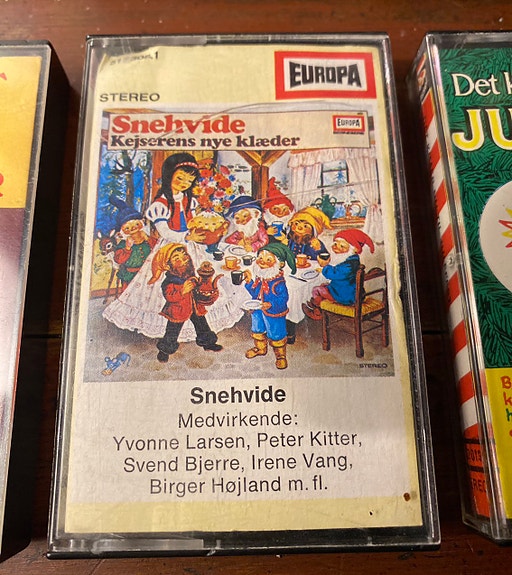 STEREO
EUROPA
Snehvide
EUROPA
Kejserens nye klæder
STEREO
Snehvide
Medvirkende:
Yvonne Larsen, Peter Kitter,
Svend Bjerre, Irene Vang,
Birger Højland m. fl.
Det k
JU